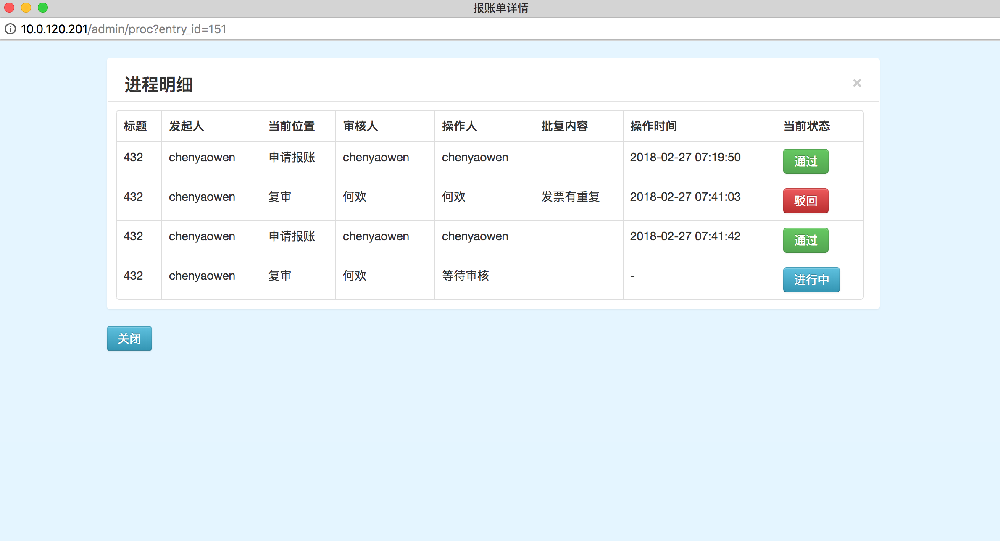 报账单详情
10.0.120.201/admin/proc?entry_id=151
进程明细 ×
标题 发起人 当前位置 审核人 操作人 批复内容 操作时间 当前状态
432 chenyaowen 申请报账 chenyaowen chenyaowen 2018-02-27 07:19:50 通过
432 chenyaowen 复审 何欢 何欢 发票有重复 2018-02-27 07:41:03 驳回
432 chenyaowen 申请报账 chenyaowen chenyaowen 2018-02-27 07:41:42 通过
432 chenyaowen 复审 何欢 等待审核 - 进行中
关闭